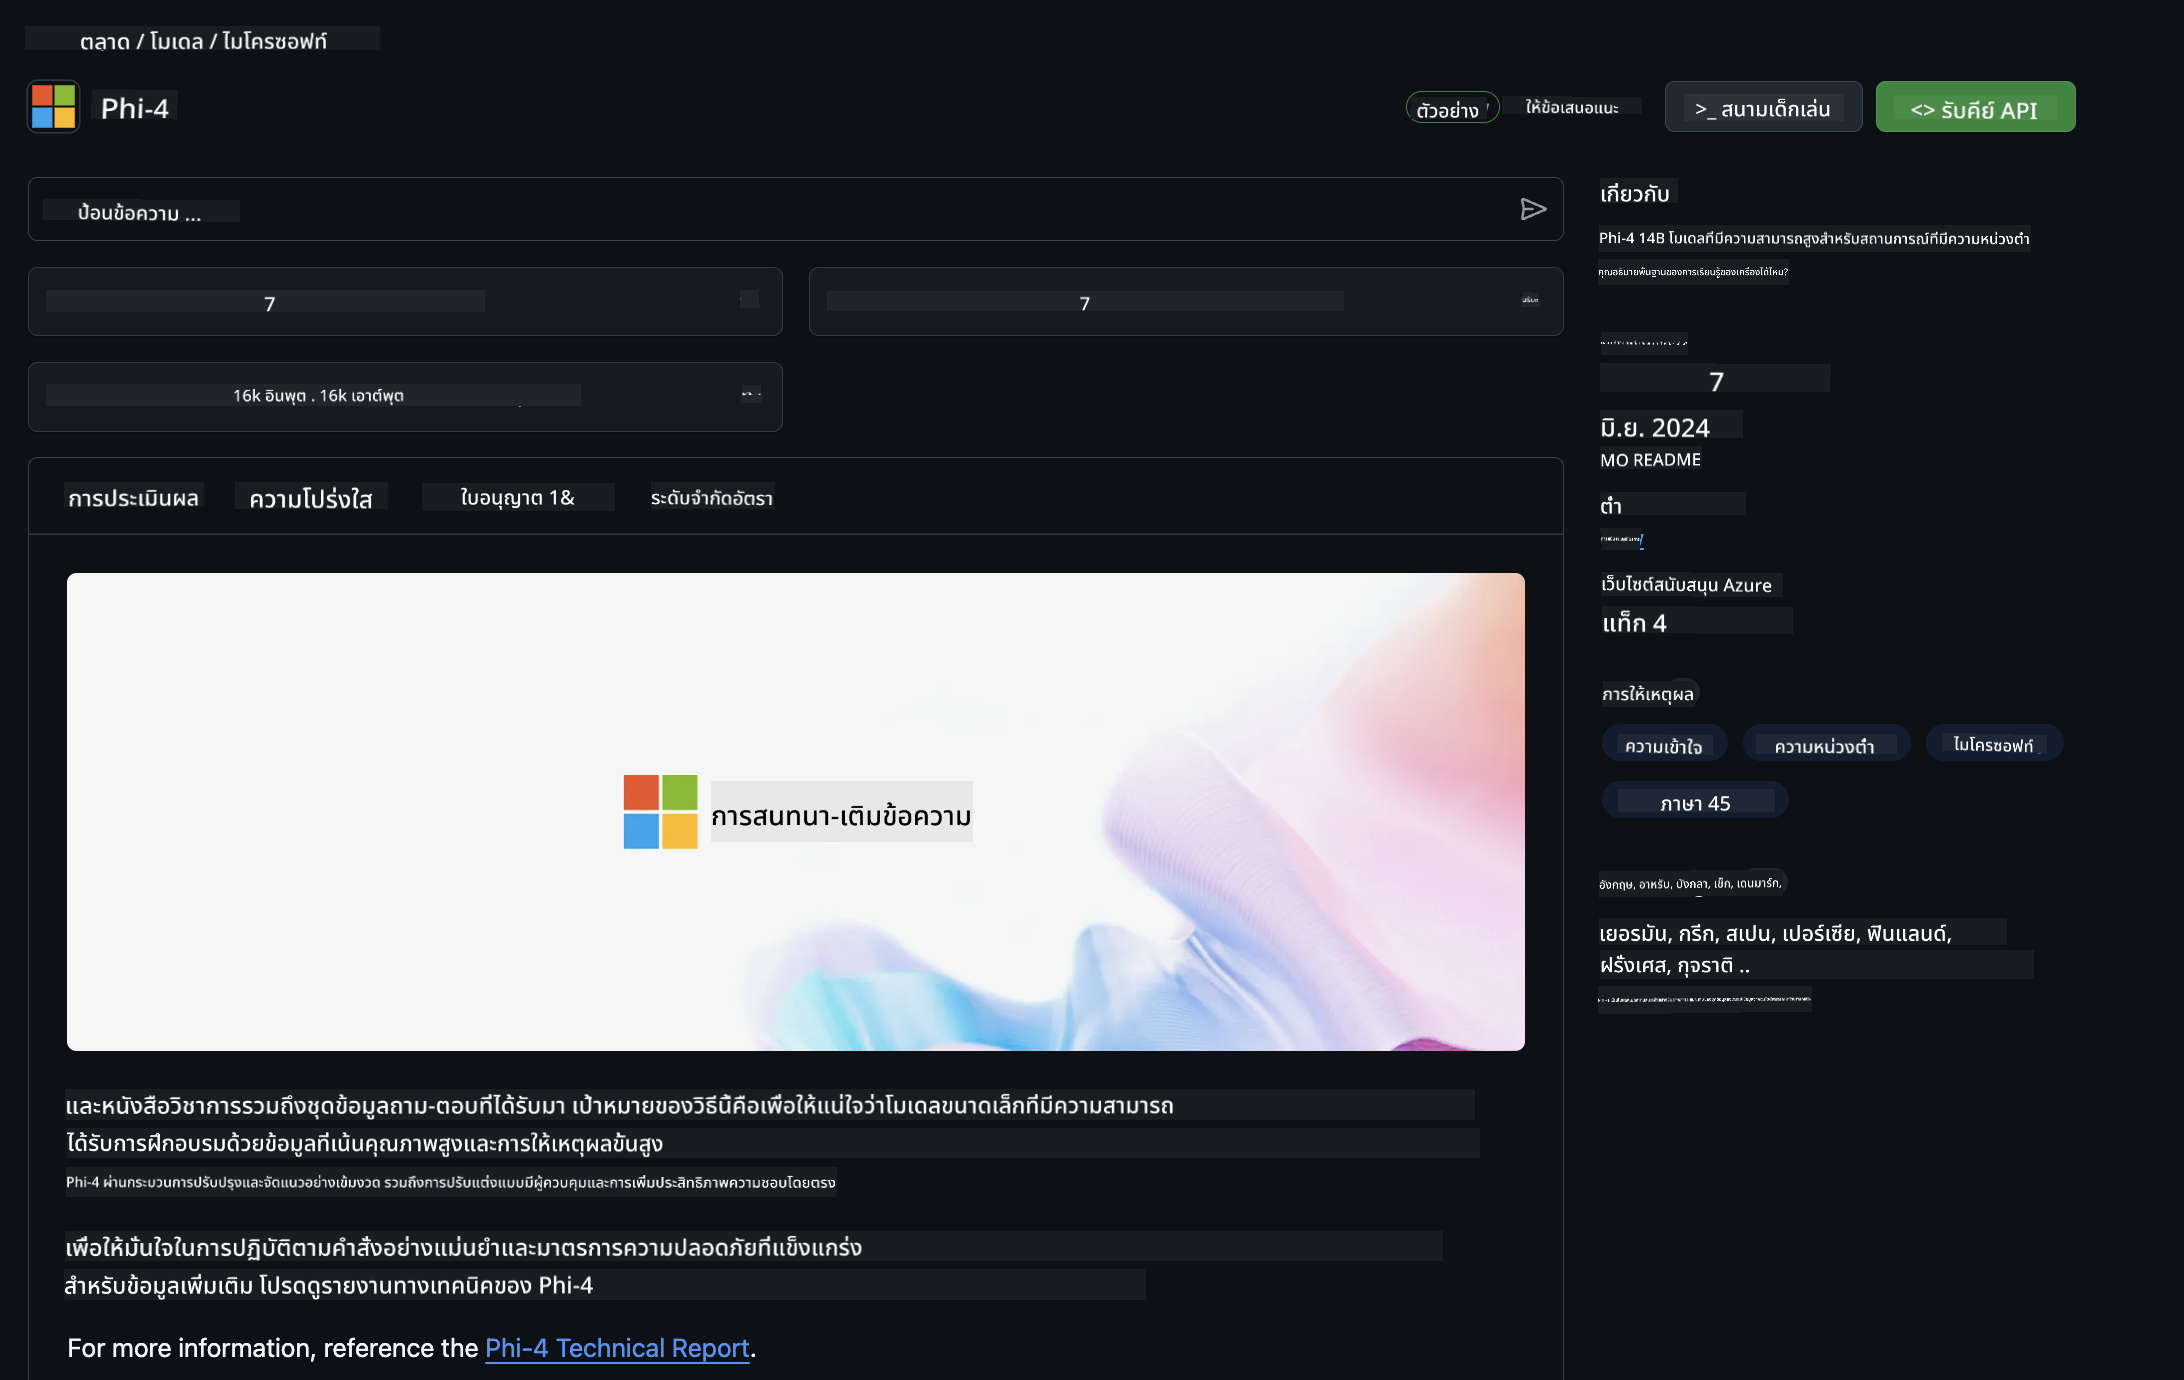 ตลาด / โมเดล / ไมโครซอฟท์
Phi-4
ตัวอย่าง
ให้ข้อเสนอแนะ
>_ สนามเด็กเล่น
<> รับคีย์ API
ป้อนข้อความ ...
7
7
16k อินพุต . 16k เอาต์พุต
การประเมินผล
ความโปร่งใส
ใบอนุญาต 1&
ระดับจำกัดอัตรา
การสนทนา-เติมข้อความ
และหนังสือวิชาการรวมถึงชุดข้อมูลถาม-ตอบที่ได้รับมา เป้าหมายของวิธีนี้คือเพื่อให้แน่ใจว่าโมเดลขนาดเล็กที่มีความสามารถ
ได้รับการฝึกอบรมด้วยข้อมูลที่เน้นคุณภาพสูงและการให้เหตุผลขั้นสูง
Phi-4 ผ่านกระบวนการปรับปรุงและจัดแนวอย่างเข้มงวด รวมถึงการปรับแต่งแบบมีผู้ควบคุมและการเพิ่มประสิทธิภาพความชอบโดยตรง
เพื่อให้มั่นใจในการปฏิบัติตามคำสั่งอย่างแม่นยำและมาตรการความปลอดภัยที่แข็งแกร่ง
สำหรับข้อมูลเพิ่มเติม โปรดดูรายงานทางเทคนิคของ Phi-4
For more information, reference the Phi-4 Technical Report.
เกี่ยวกับ
Phi-4 14B โมเดลที่มีความสามารถสูงสำหรับสถานการณ์ที่มีความหน่วงต่ำ
คุณอธิบายพื้นฐานของการเรียนรู้ของเครื่องได้ไหม?
7
มิ.ย. 2024
MO README
ต่ำ
เว็บไซต์สนับสนุน Azure
แท็ก 4
การให้เหตุผล
ความเข้าใจ
ความหน่วงต่ำ
ไมโครซอฟท์
ภาษา 45
อังกฤษ, อาหรับ, บังกลา, เช็ก, เดนมาร์ก,
เยอรมัน, กรีก, สเปน, เปอร์เซีย, ฟินแลนด์,
ฝรั่งเศส, กุจราติ ..